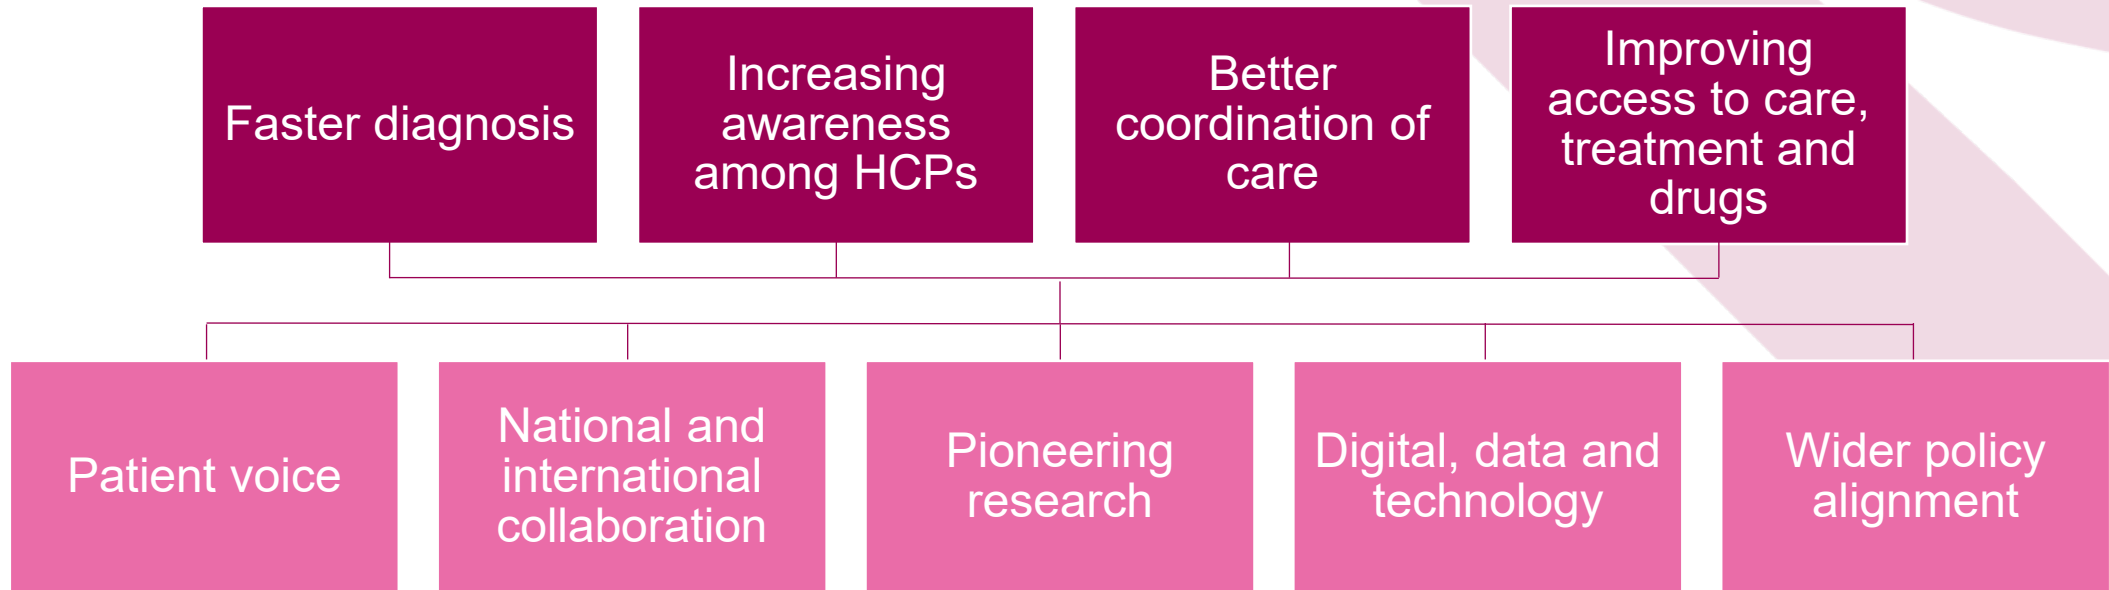 Faster diagnosis
Increasing
awareness
among HCPs
Better
coordination of
care
Improving
access to care,
treatment and
drugs
Patient voice
National and
international
collaboration
Pioneering
research
Digital, data and
technology
Wider policy
alignment